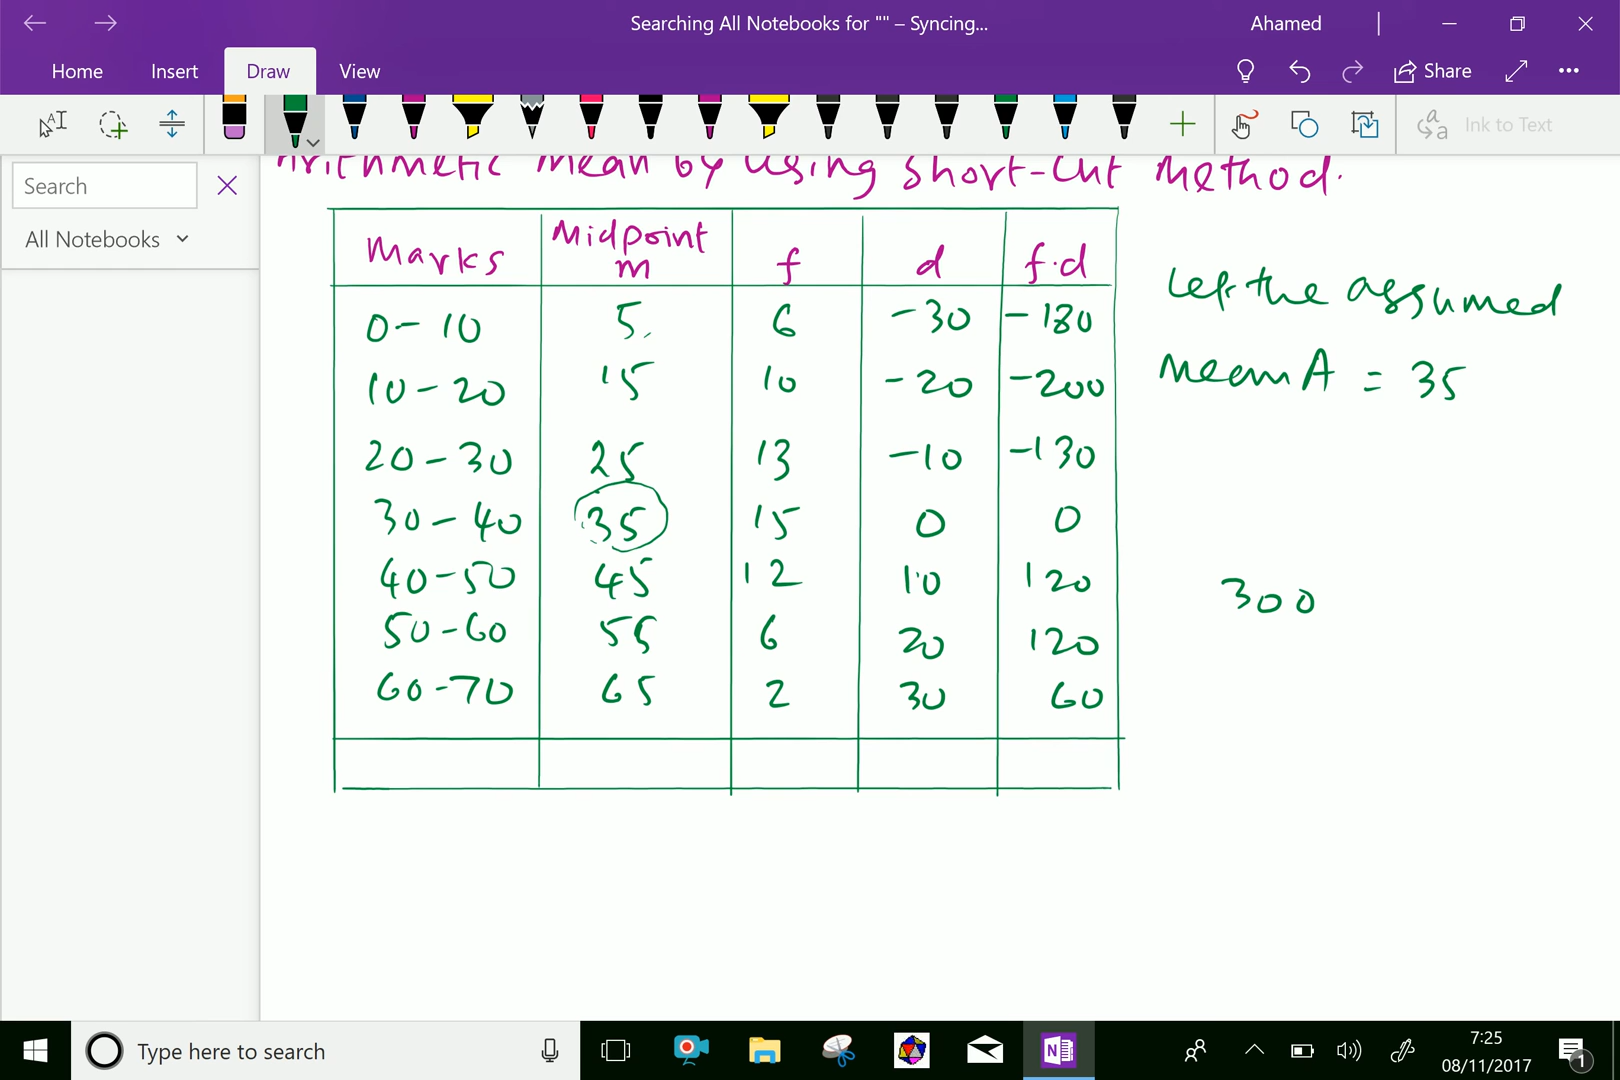 Searching All Notebooks for "" – Syncing...
Ahamed
Home Insert Draw View
Share
Ink to Text
Search
All Notebooks
Arithmetic mean by using short-cut method.
Marks Midpoint m f d f.d
0-10 5 6 -30 -180
10-20 15 10 -20 -200
20-30 25 13 -10 -130
30-40 35 15 0 0
40-50 45 12 10 120
50-60 55 6 20 120
60-70 65 2 30 60
Let the assumed
mean A = 35
300
Type here to search
N
7:25
08/11/2017
1